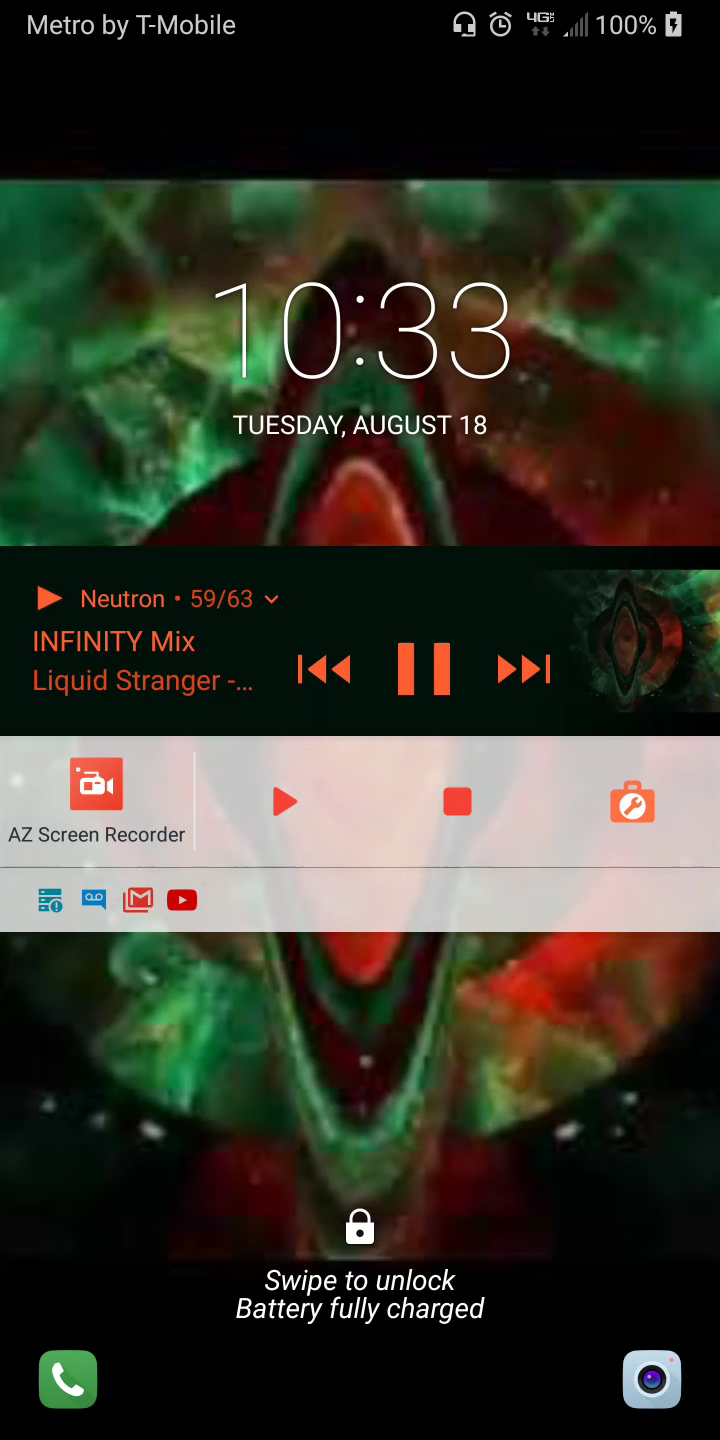 Metro by T-Mobile 4G 100%
10:33
TUESDAY, AUGUST 18
Neutron • 59/63
INFINITY Mix
Liquid Stranger -...
AZ Screen Recorder
Swipe to unlock
Battery fully charged